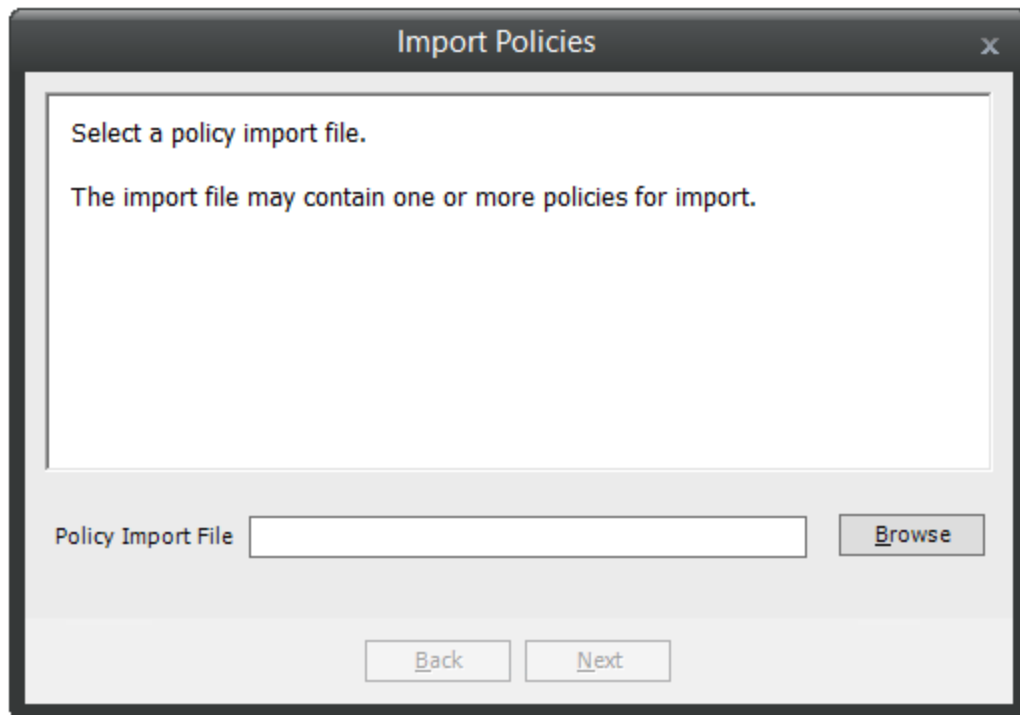 Import Policies
x
Select a policy import file.
The import file may contain one or more policies for import.
Policy Import File
Browse
Back
Next